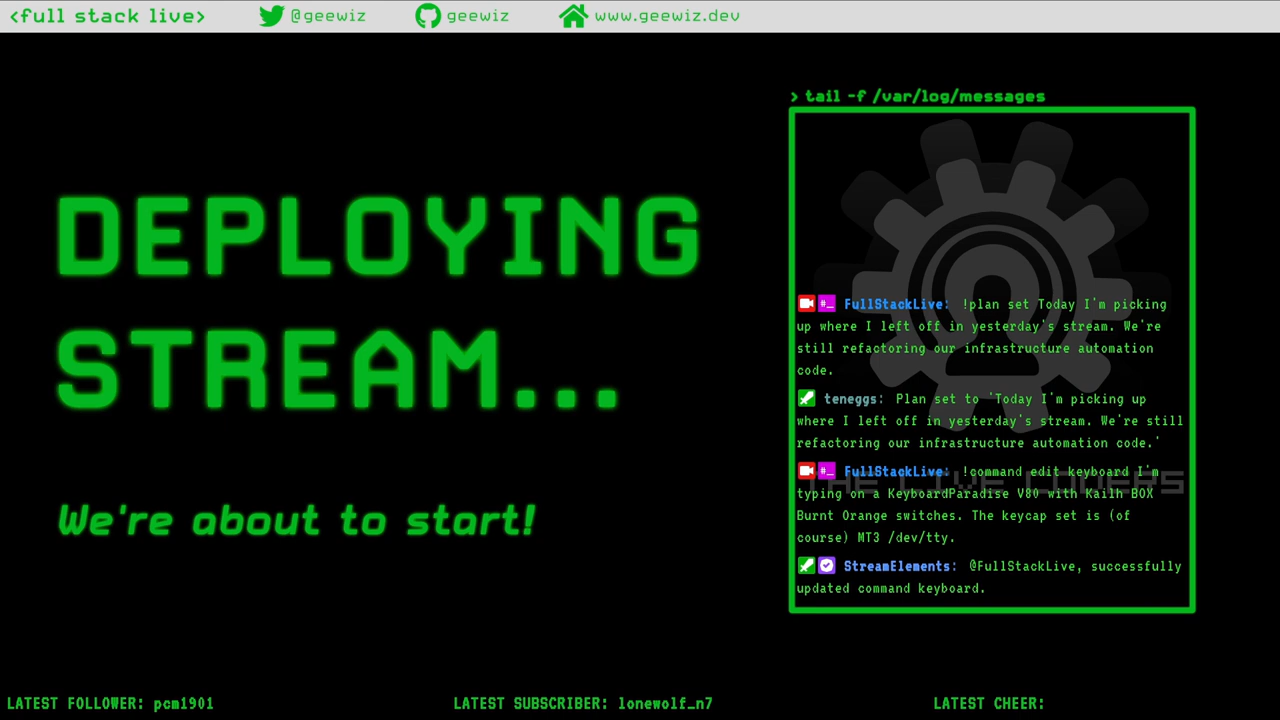 <full stack live> @geewiz geewiz www.geewiz.dev
> tail -f /var/log/messages
DEPLOYING
STREAM...
We're about to start!
FullStackLive: !plan set Today I'm picking
up where I left off in yesterday's stream. We're
still refactoring our infrastructure automation
code.
teneggs: Plan set to 'Today I'm picking up
where I left off in yesterday's stream. We're still
refactoring our infrastructure automation code.'
FullStackLive: !command edit keyboard I'm
typing on a KeyboardParadise V80 with Kailh BOX
Burnt Orange switches. The keycap set is (of
course) MT3 /dev/tty.
StreamElements: @FullStackLive, successfully
updated command keyboard.
THE LIVE CODERS
LATEST FOLLOWER: pcm1901 LATEST SUBSCRIBER: lonewolf_n7 LATEST CHEER: